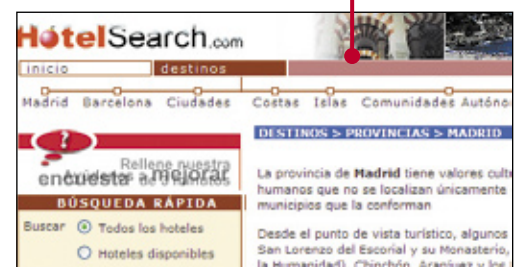 HotelSearch.com
inicio destinos
Madrid Barcelona Ciudades Costas Islas Comunidades Autóno
DESTINOS > PROVINCIAS > MADRID
?
Rellene nuestra
encuesta a mejorar
BÚSQUEDA RÁPIDA
Buscar Todos los hoteles
Hoteles disponibles
La provincia de Madrid tiene valores cult
humanos que no se localizan únicamente
municipios que la conforman
Desde el punto de vista turístico, algunos
San Lorenzo del Escorial y su Monasterio,
la Humanidad), Chinchón, Aranjuez y los